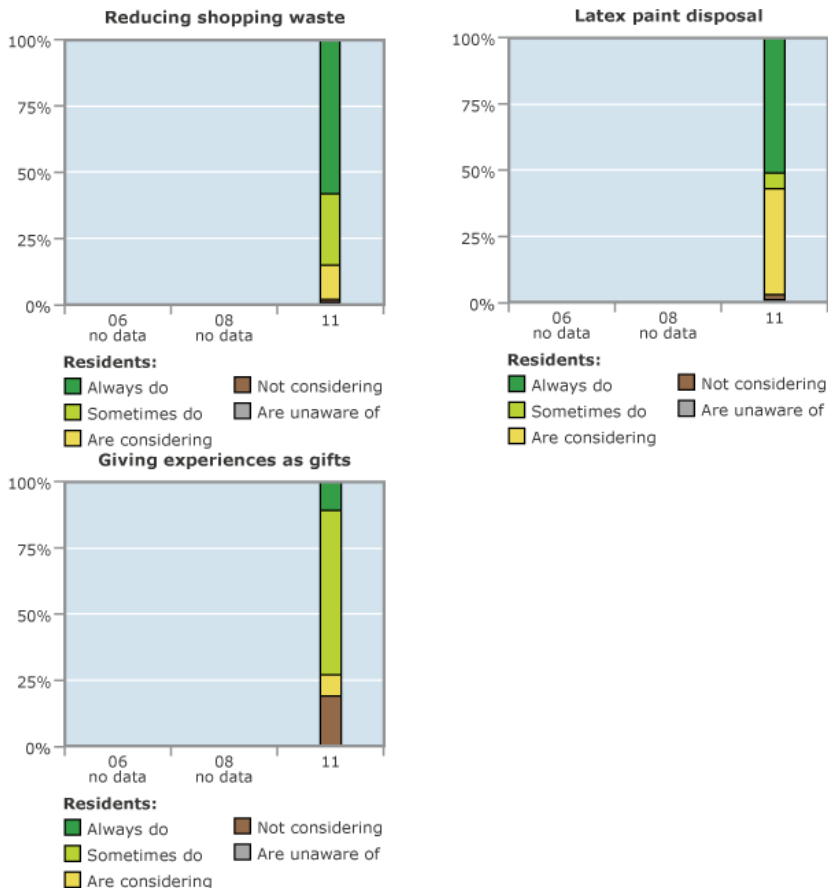 Reducing shopping waste
100%
75%
50%
25%
0%
06
no data
08
no data
11
Residents:
Always do
Not considering
Sometimes do
Are unaware of
Are considering
Latex paint disposal
100%
75%
50%
25%
0%
06
no data
08
no data
11
Residents:
Always do
Not considering
Sometimes do
Are unaware of
Are considering
Giving experiences as gifts
100%
75%
50%
25%
0%
06
no data
08
no data
11
Residents:
Always do
Not considering
Sometimes do
Are unaware of
Are considering